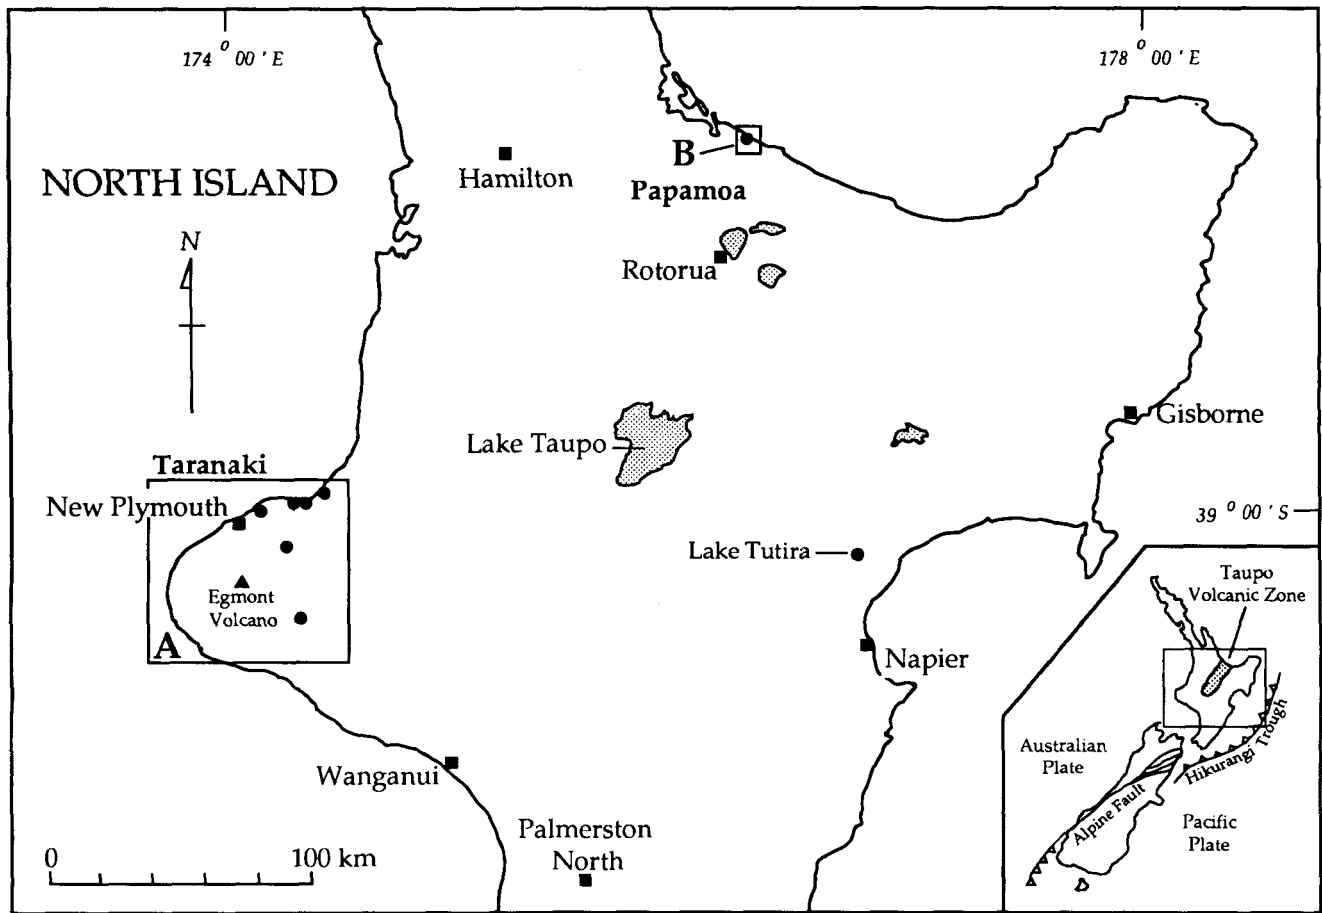 174 ° 00 ' E
178 ° 00 ' E
NORTH ISLAND
N
Hamilton
B
Papamoa
Rotorua
Lake Taupo
Gisborne
Taranaki
New Plymouth
39 ° 00 ' S
Lake Tutira
Egmont
Volcano
A
Napier
Wanganui
Palmerston
North
0
100 km
Taupo
Volcanic Zone
Australian
Plate
Hikurangi Trough
Alpine Fault
Pacific
Plate